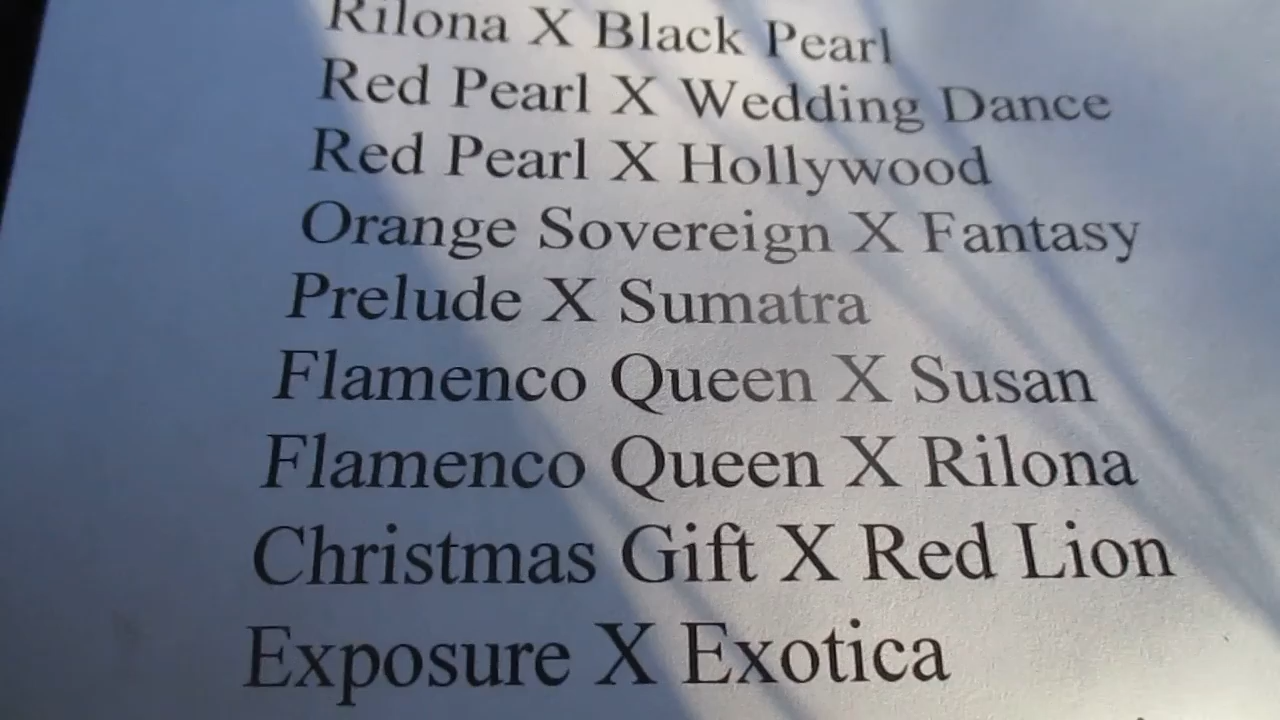 Rilona X Black Pearl
Red Pearl X Wedding Dance
Red Pearl X Hollywood
Orange Sovereign X Fantasy
Prelude X Sumatra
Flamenco Queen X Susan
Flamenco Queen X Rilona
Christmas Gift X Red Lion
Exposure X Exotica